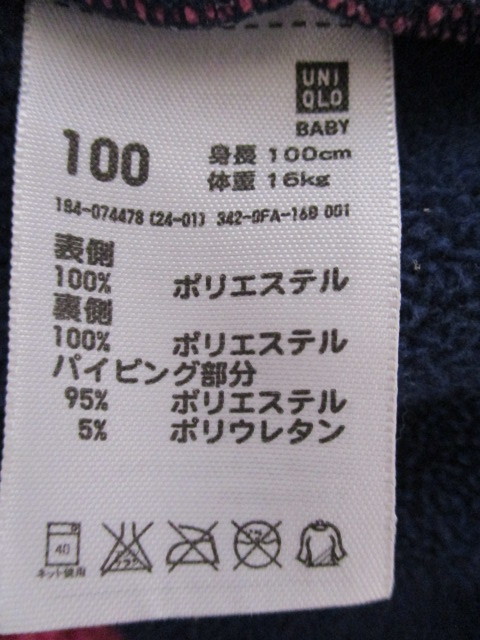 UNI
QLO
BABY
100
身長 100cm
体重 16kg
184-074478 (24-01) 342-0FA-16B 001
表側
100% ポリエステル
裏側
100% ポリエステル
パイピング部分
95% ポリエステル
5% ポリウレタン
40
ネット使用